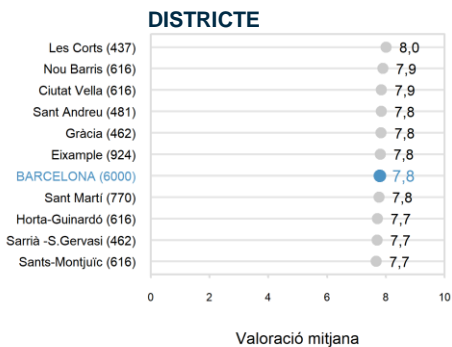 DISTRICTE
Les Corts (437) 8,0
Nou Barris (616) 7,9
Ciutat Vella (616) 7,9
Sant Andreu (481) 7,8
Gràcia (462) 7,8
Eixample (924) 7,8
BARCELONA (6000) 7,8
Sant Martí (770) 7,8
Horta-Guinardó (616) 7,7
Sarrià -S.Gervasi (462) 7,7
Sants-Montjuïc (616) 7,7
0 2 4 6 8 10
Valoració mitjana